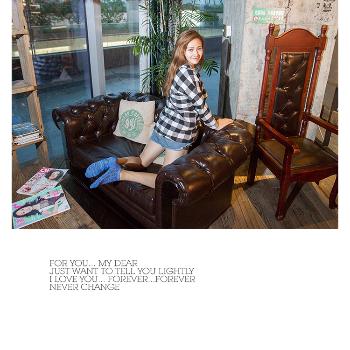 FOR YOU.... MY DEAR
JUST WANT TO TELL YOU LIGHTLY
I LOVE YOU... FOREVER...FOREVER
NEVER CHANGE